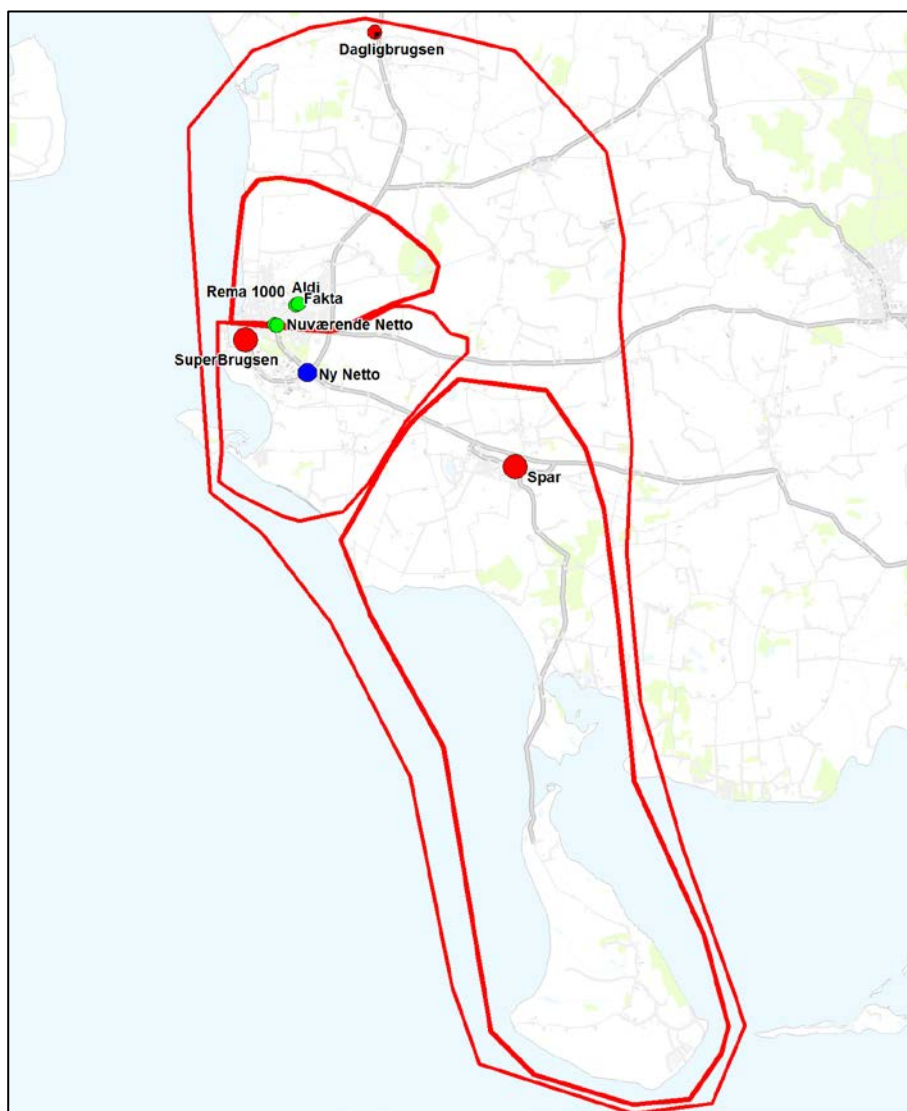 Dagligbrugsen
Aldi
Rema 1000
Fakta
Nuværende Netto
SuperBrugsen
Ny Netto
Spar